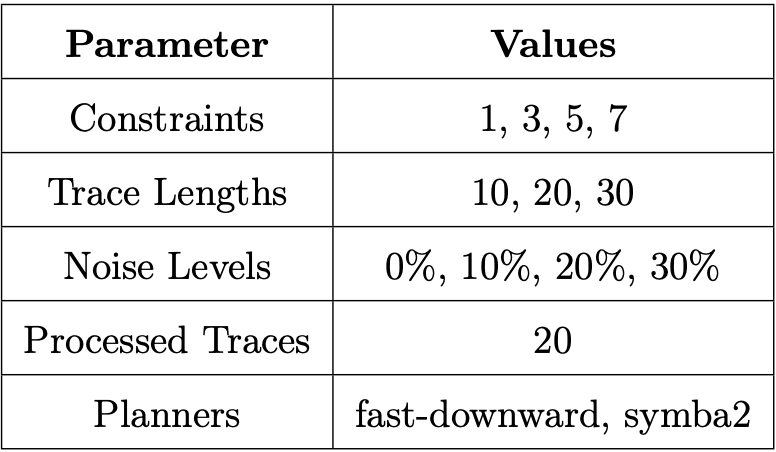 Parameter Values
Constraints 1, 3, 5, 7
Trace Lengths 10, 20, 30
Noise Levels 0%, 10%, 20%, 30%
Processed Traces 20
Planners fast-downward, symba2